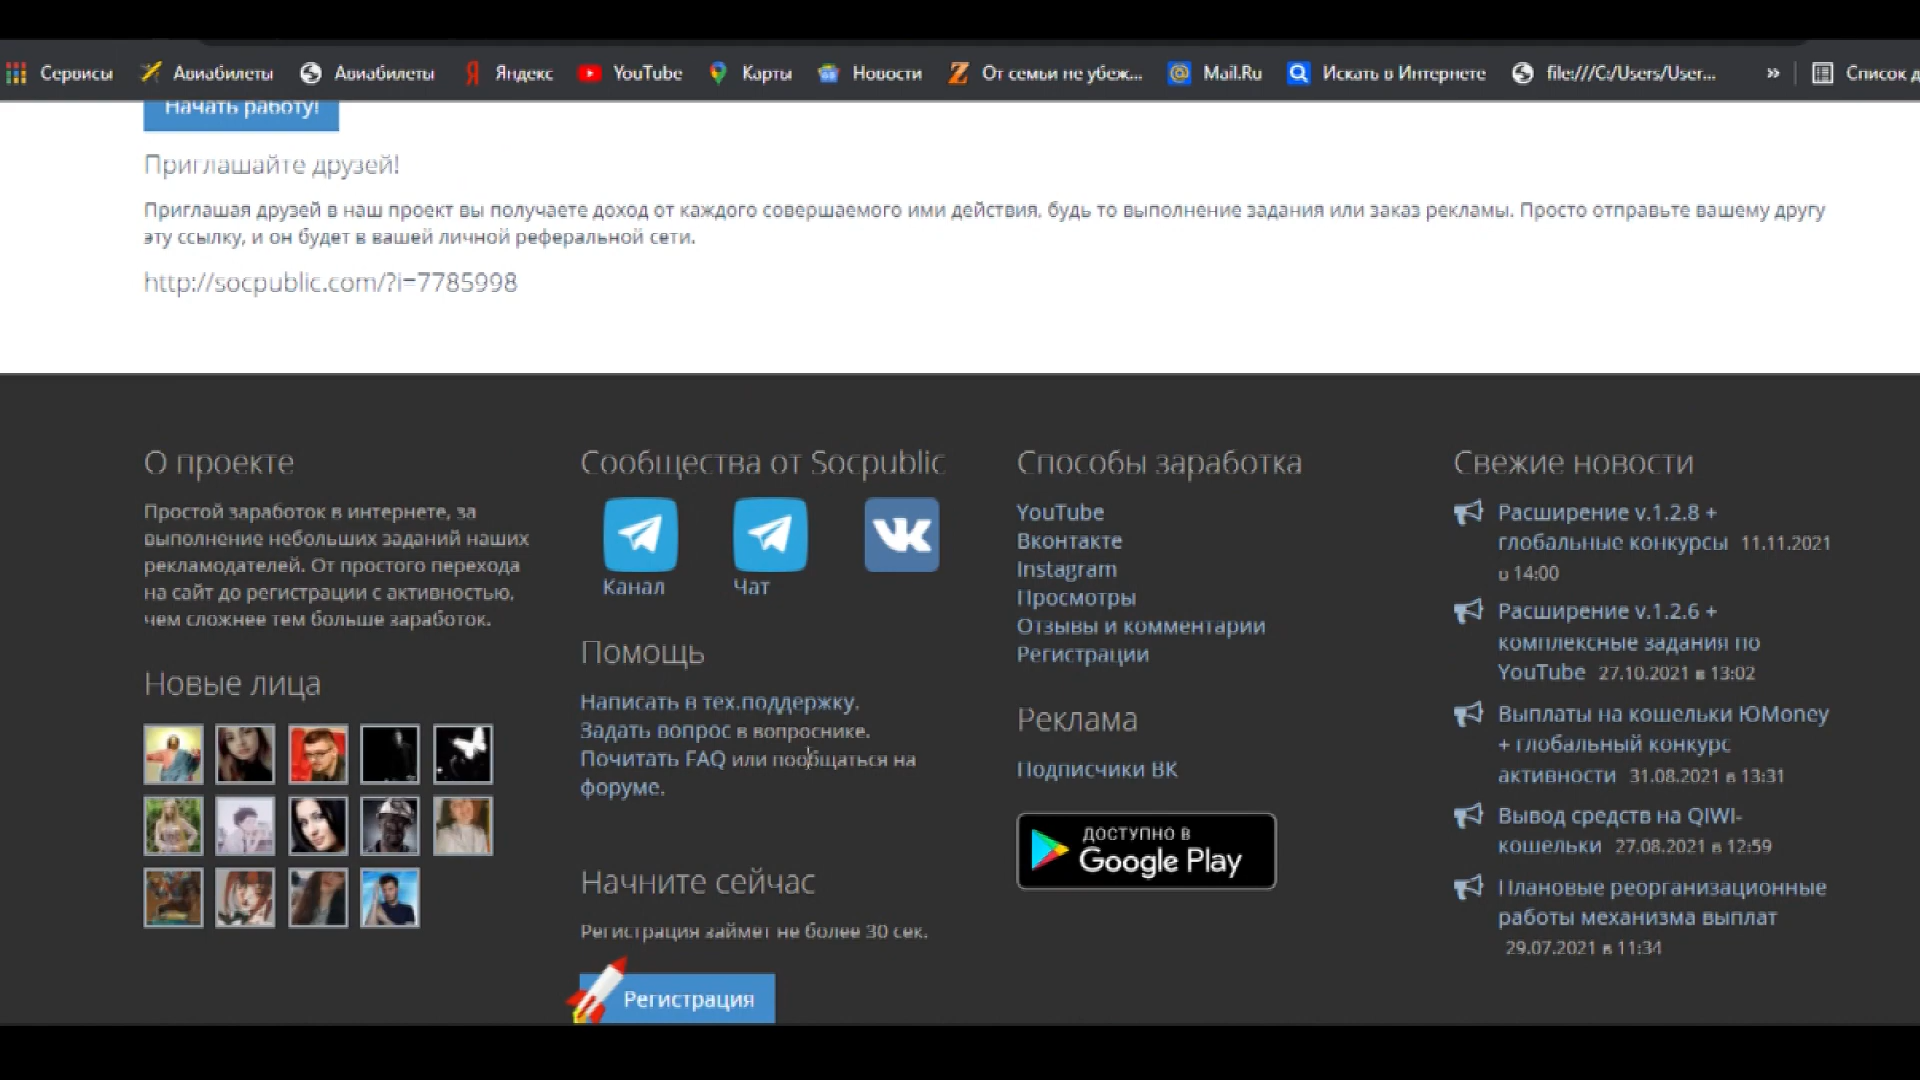 Сервисы
Авиабилеты
Авиабилеты
Яндекс
YouTube
Карты
Новости
От семьи не убеж...
Mail.Ru
Искать в Интернете
file:///C:/Users/User...
»
Список д
Начать работу!
Приглашайте друзей!
Приглашая друзей в наш проект вы получаете доход от каждого совершаемого ими действия, будь то выполнение задания или заказ рекламы. Просто отправьте вашему другу
эту ссылку, и он будет в вашей личной реферальной сети.
http://socpublic.com/?i=7785998
О проекте
Простой заработок в интернете, за
выполнение небольших заданий наших
рекламодателей. От простого перехода
на сайт до регистрации с активностью,
чем сложнее тем больше заработок.
Новые лица
Сообщества от Socpublic
Канал
Чат
Помощь
Написать в тех.поддержку.
Задать вопрос в вопроснике.
Почитать FAQ или пообщаться на
форуме.
Начните сейчас
Регистрация займет не более 30 сек.
Регистрация
Способы заработка
YouTube
Вконтакте
Instagram
Просмотры
Отзывы и комментарии
Регистрации
Реклама
Подписчики ВК
ДОСТУПНО В
Google Play
Свежие новости
Расширение v.1.2.8 +
глобальные конкурсы 11.11.2021
в 14:00
Расширение v.1.2.6 +
комплексные задания по
YouTube 27.10.2021 в 13:02
Выплаты на кошельки ЮMoney
+ глобальный конкурс
активности 31.08.2021 в 13:31
Вывод средств на QIWI-
кошельки 27.08.2021 в 12:59
Плановые реорганизационные
работы механизма выплат
29.07.2021 в 11:34